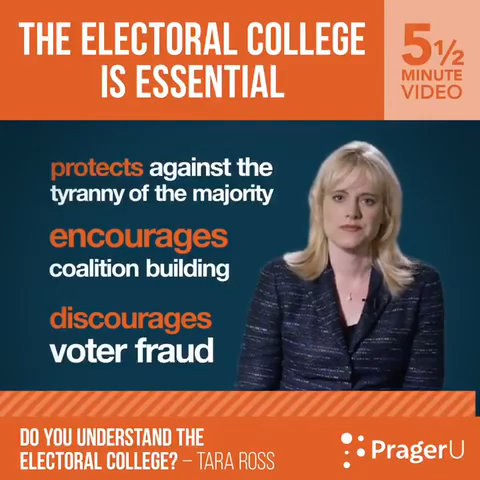 THE ELECTORAL COLLEGE
IS ESSENTIAL
5½
MINUTE
VIDEO
protects against the
tyranny of the majority
encourages
coalition building
discourages
voter fraud
DO YOU UNDERSTAND THE
ELECTORAL COLLEGE? – TARA ROSS
PragerU